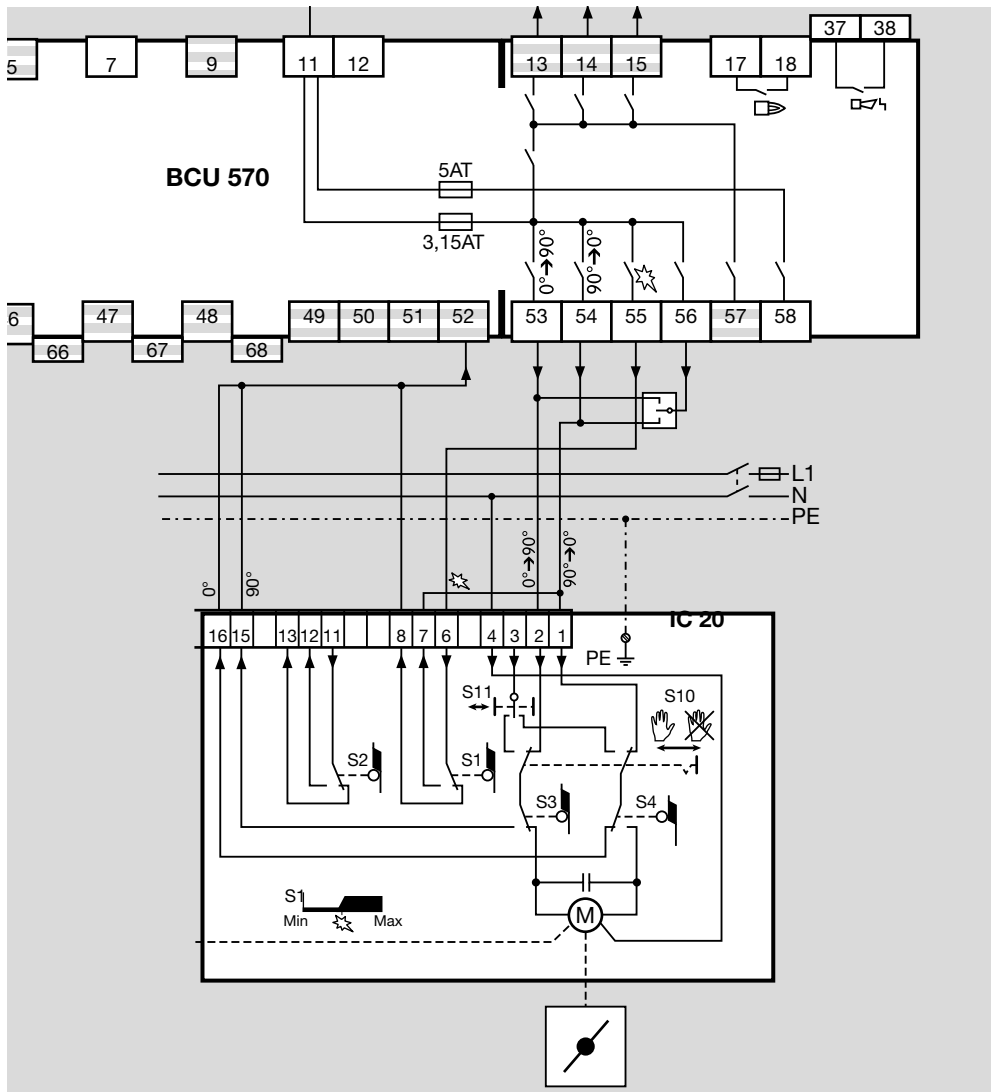 37 38
5 7 9 11 12 13 14 15 17 18
5AT
BCU 570
3,15AT
0°→90°
90°→0°
6 47 48 49 50 51 52 53 54 55 56 57 58
66 67 68
L1
N
PE
0°
90°
0°→90°
90°→0°
IC 20
16 15 13 12 11 8 7 6 4 3 2 1
PE
S11
S10
S2
S1
S3
S4
S1
Min Max
M